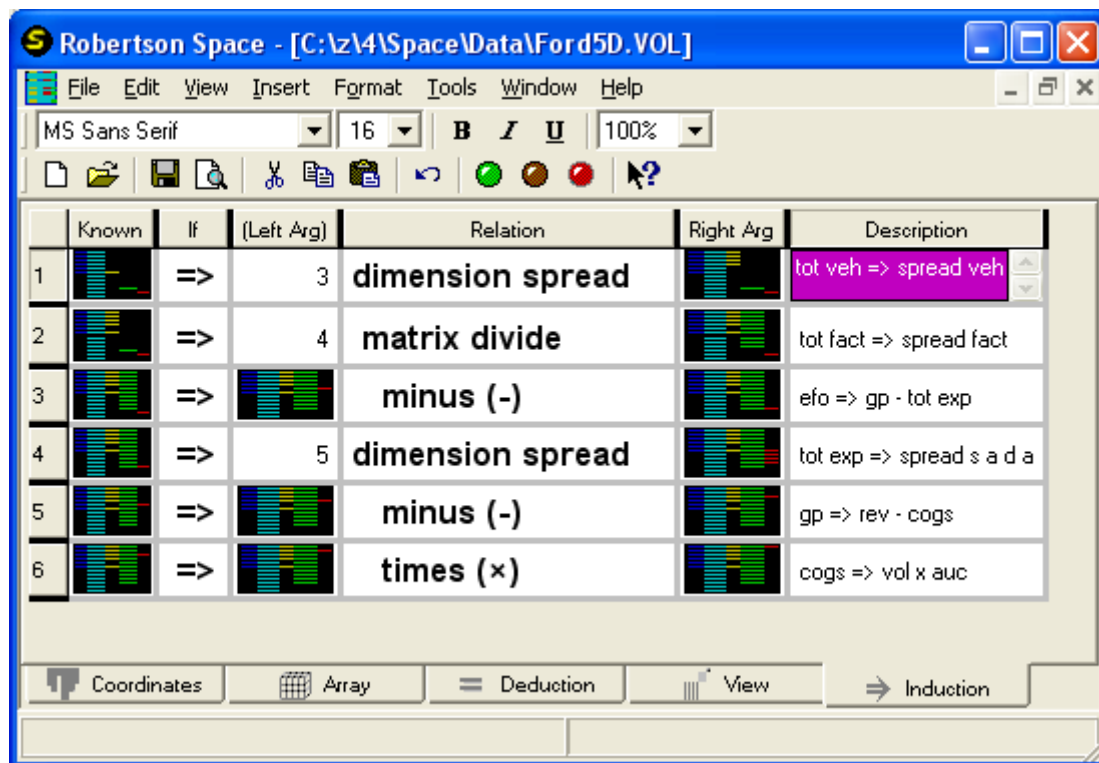 Robertson Space - [C:\z\4\Space\Data\Ford5D.VOL]
File Edit View Insert Format Tools Window Help
MS Sans Serif 16 B I U 100%
Known If (Left Arg) Relation Right Arg Description
1 => 3 dimension spread tot veh => spread veh
2 => 4 matrix divide tot fact => spread fact
3 => minus (-) efo => gp - tot exp
4 => 5 dimension spread tot exp => spread s a d a
5 => minus (-) gp => rev - cogs
6 => times (×) cogs => vol x auc
Coordinates Array Deduction View Induction